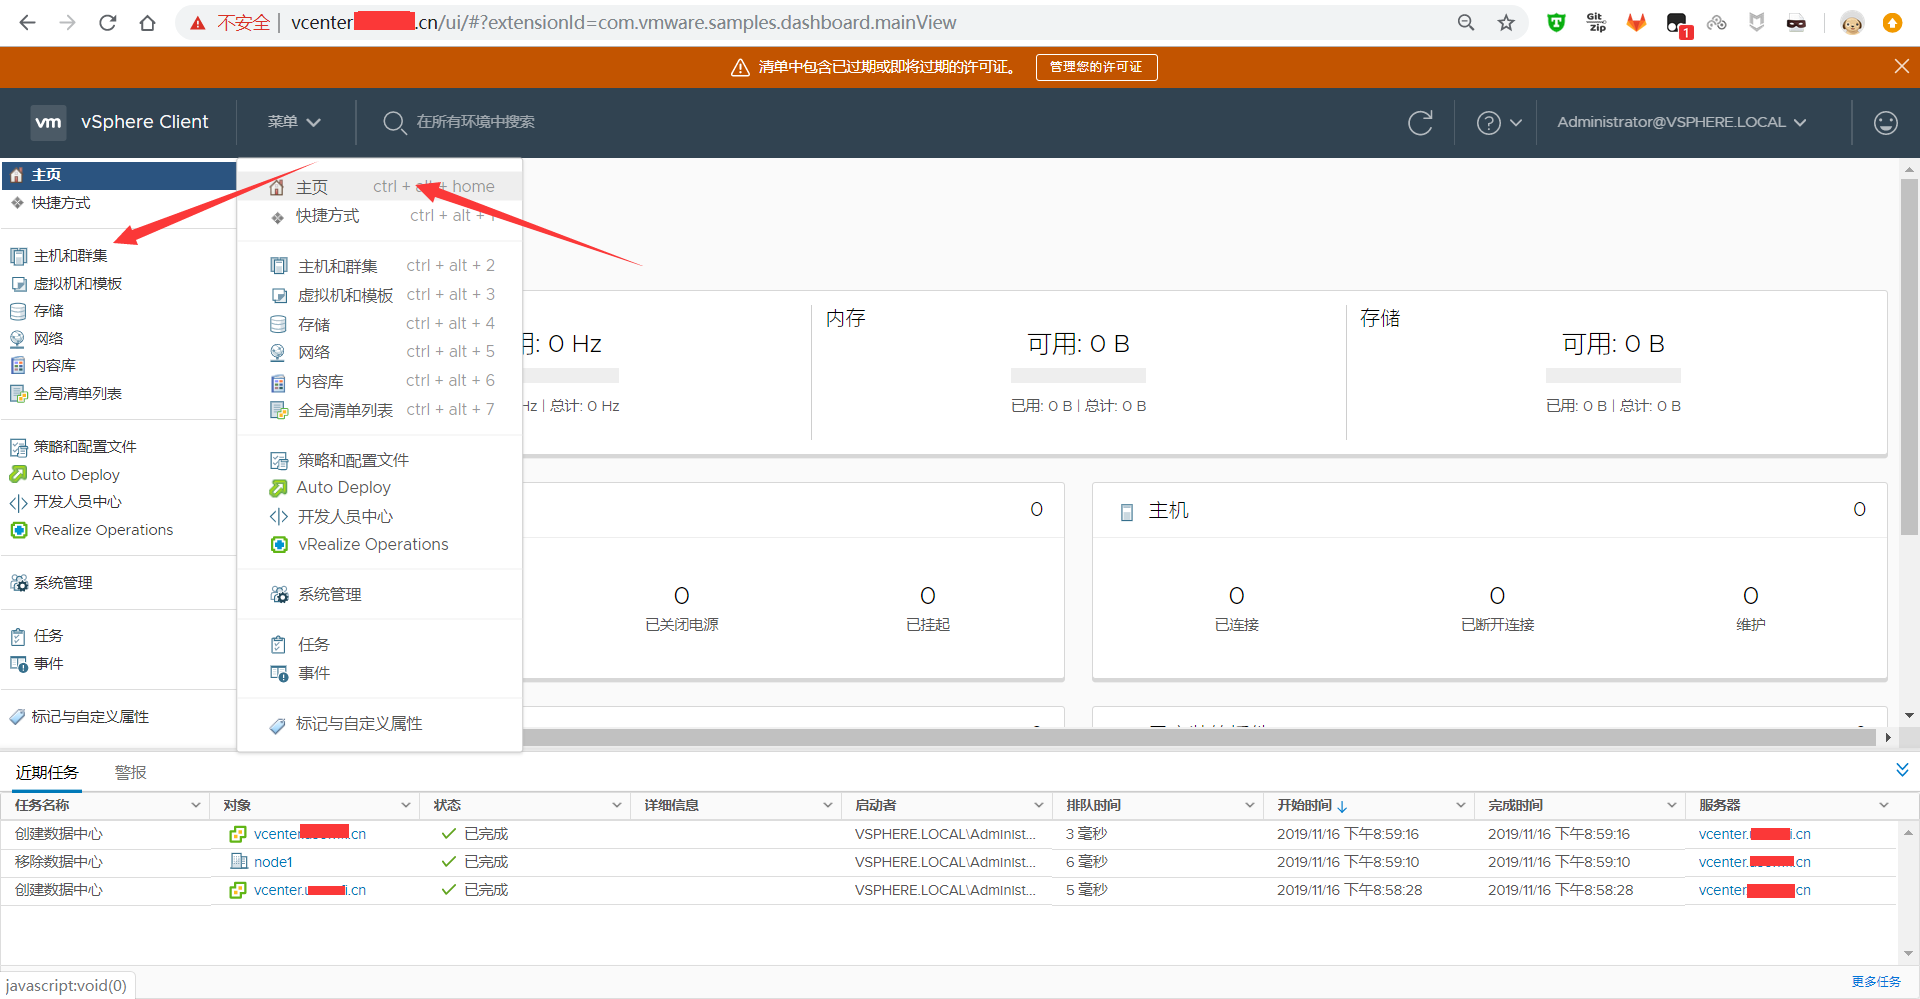 不安全 | vcenter .cn/ui/#?extensionId=com.vmware.samples.dashboard.mainView
Git Zip
1
清单中包含已过期或即将过期的许可证。 管理您的许可证
vm vSphere Client 菜单 在所有环境中搜索 Administrator@VSPHERE.LOCAL
主页
快捷方式
主机和群集
虚拟机和模板
存储
网络
内容库
全局清单列表
策略和配置文件
Auto Deploy
开发人员中心
vRealize Operations
系统管理
任务
事件
标记与自定义属性
主页 ctrl + alt + home
快捷方式 ctrl + alt +
主机和群集 ctrl + alt + 2
虚拟机和模板 ctrl + alt + 3
存储 ctrl + alt + 4
网络 ctrl + alt + 5
内容库 ctrl + alt + 6
全局清单列表 ctrl + alt + 7
策略和配置文件
Auto Deploy
开发人员中心
vRealize Operations
系统管理
任务
事件
标记与自定义属性
用: 0 Hz
Hz | 总计: 0 Hz
内存
可用: 0 B
已用: 0 B | 总计: 0 B
存储
可用: 0 B
已用: 0 B | 总计: 0 B
0
0 0
已关闭电源 已挂起
主机 0
0 0 0
已连接 已断开连接 维护
近期任务 警报
任务名称 对象 状态 详细信息 启动者 排队时间 开始时间 完成时间 服务器
创建数据中心 vcenter .cn 已完成 VSPHERE.LOCAL\Administ... 3 毫秒 2019/11/16 下午8:59:16 2019/11/16 下午8:59:16 vcenter. .cn
移除数据中心 node1 已完成 VSPHERE.LOCAL\Administ... 6 毫秒 2019/11/16 下午8:59:10 2019/11/16 下午8:59:10 vcenter. .cn
创建数据中心 vcenter. i.cn 已完成 VSPHERE.LOCAL\Administ... 5 毫秒 2019/11/16 下午8:58:28 2019/11/16 下午8:58:28 vcenter .cn
javascript:void(0)
更多任务